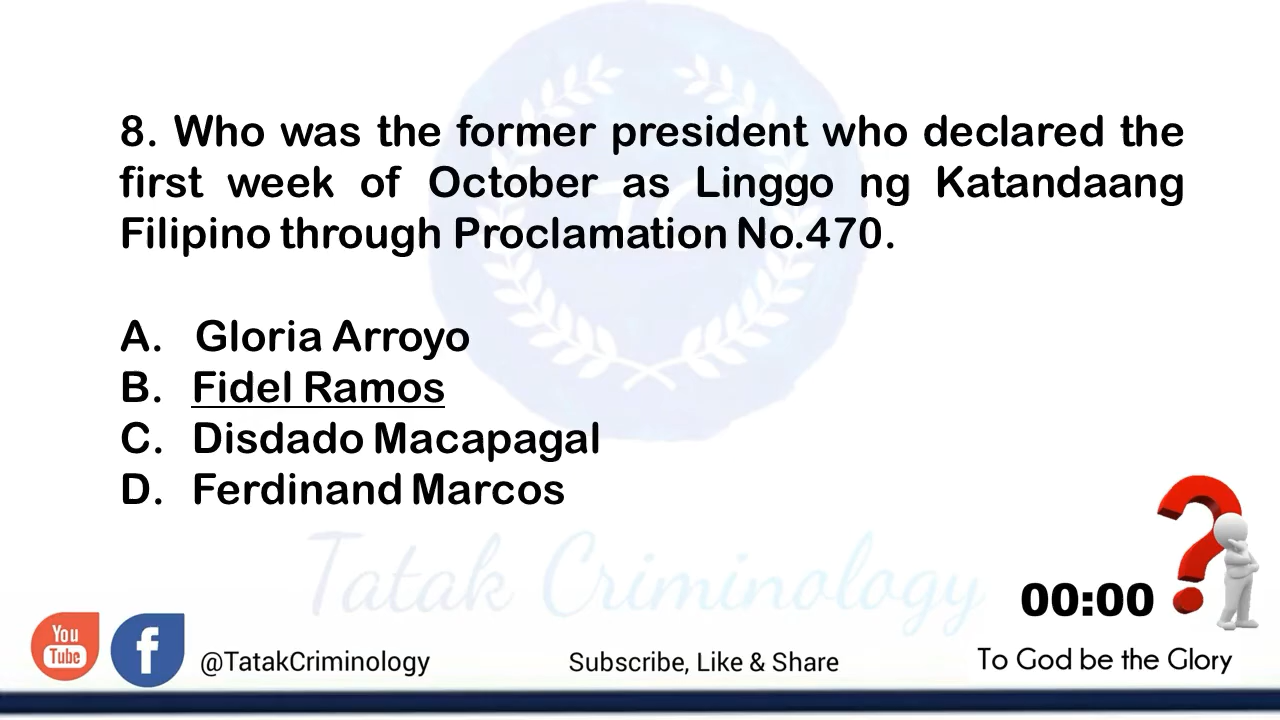 8. Who was the former president who declared the
first week of October as Linggo ng Katandaang
Filipino through Proclamation No.470.
A. Gloria Arroyo
B. Fidel Ramos
C. Disdado Macapagal
D. Ferdinand Marcos
Tatak Criminology
00:00
You
Tube
f
@TatakCriminology
Subscribe, Like & Share
To God be the Glory